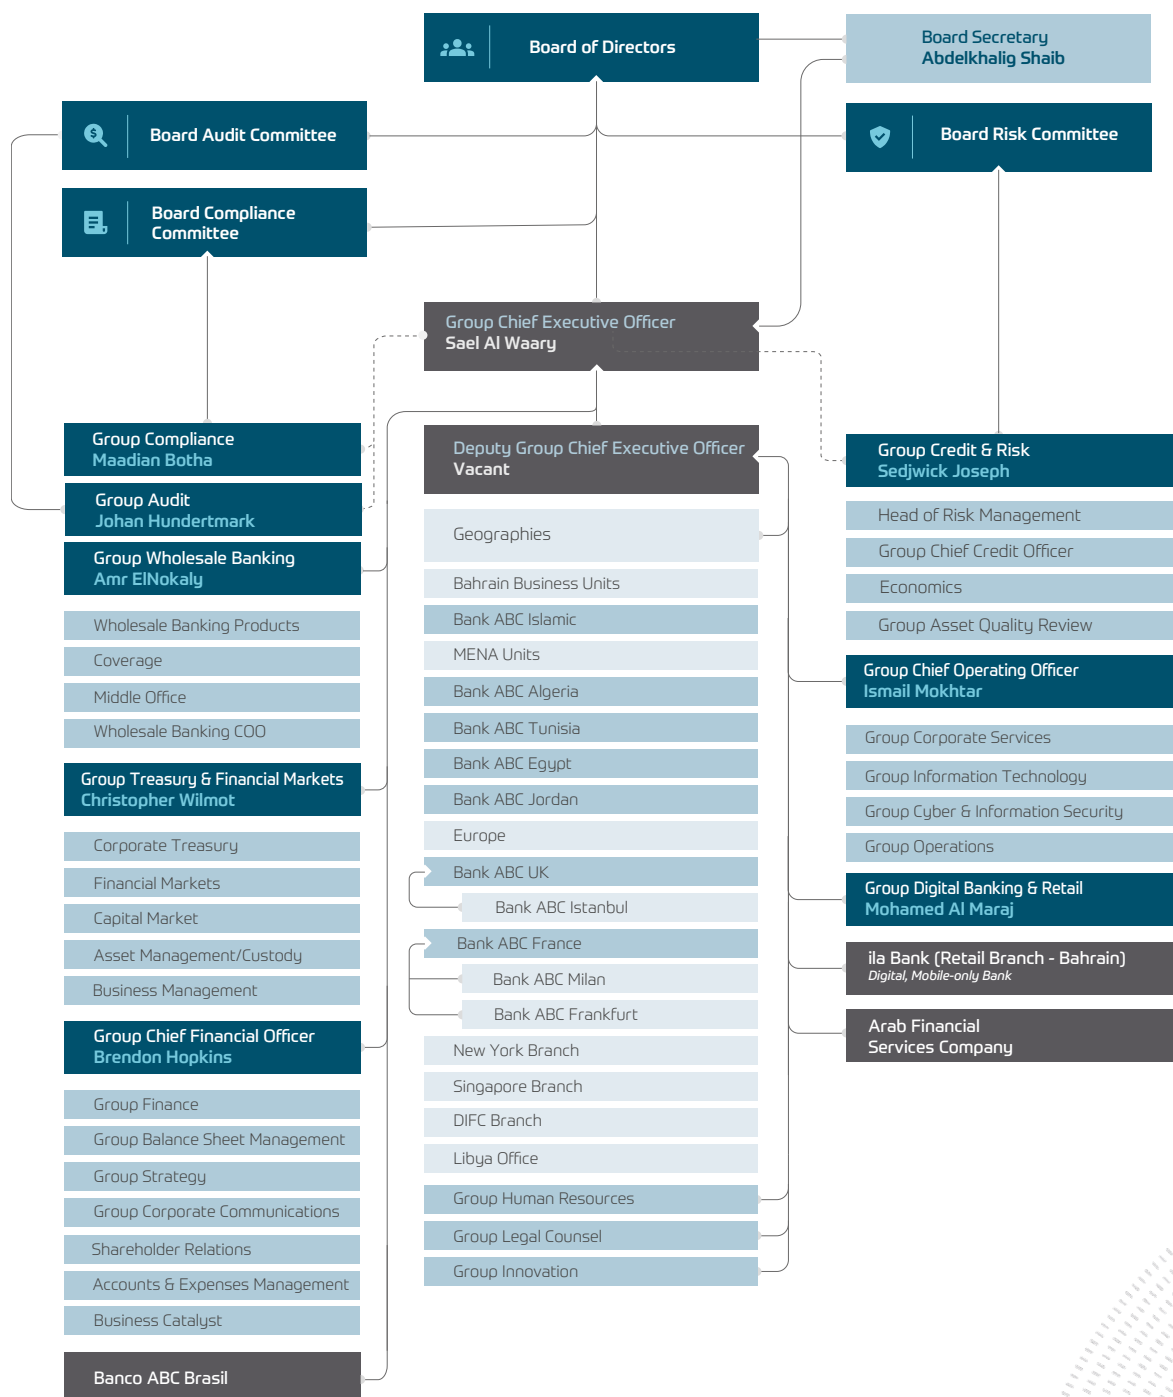 Board of Directors
Board Secretary
Abdelkhalig Shaib
Board Audit Committee
Board Risk Committee
Board Compliance
Committee
Group Chief Executive Officer
Sael Al Waary
Group Compliance
Maadian Botha
Group Audit
Johan Hundertmark
Group Wholesale Banking
Amr ElNokaly
Wholesale Banking Products
Coverage
Middle Office
Wholesale Banking COO
Group Treasury & Financial Markets
Christopher Wilmot
Corporate Treasury
Financial Markets
Capital Market
Asset Management/Custody
Business Management
Group Chief Financial Officer
Brendon Hopkins
Group Finance
Group Balance Sheet Management
Group Strategy
Group Corporate Communications
Shareholder Relations
Accounts & Expenses Management
Business Catalyst
Banco ABC Brasil
Deputy Group Chief Executive Officer
Vacant
Geographies
Bahrain Business Units
Bank ABC Islamic
MENA Units
Bank ABC Algeria
Bank ABC Tunisia
Bank ABC Egypt
Bank ABC Jordan
Europe
Bank ABC UK
Bank ABC Istanbul
Bank ABC France
Bank ABC Milan
Bank ABC Frankfurt
New York Branch
Singapore Branch
DIFC Branch
Libya Office
Group Human Resources
Group Legal Counsel
Group Innovation
Group Credit & Risk
Sedjwick Joseph
Head of Risk Management
Group Chief Credit Officer
Economics
Group Asset Quality Review
Group Chief Operating Officer
Ismail Mokhtar
Group Corporate Services
Group Information Technology
Group Cyber & Information Security
Group Operations
Group Digital Banking & Retail
Mohamed Al Maraj
ila Bank (Retail Branch - Bahrain)
Digital, Mobile-only Bank
Arab Financial
Services Company